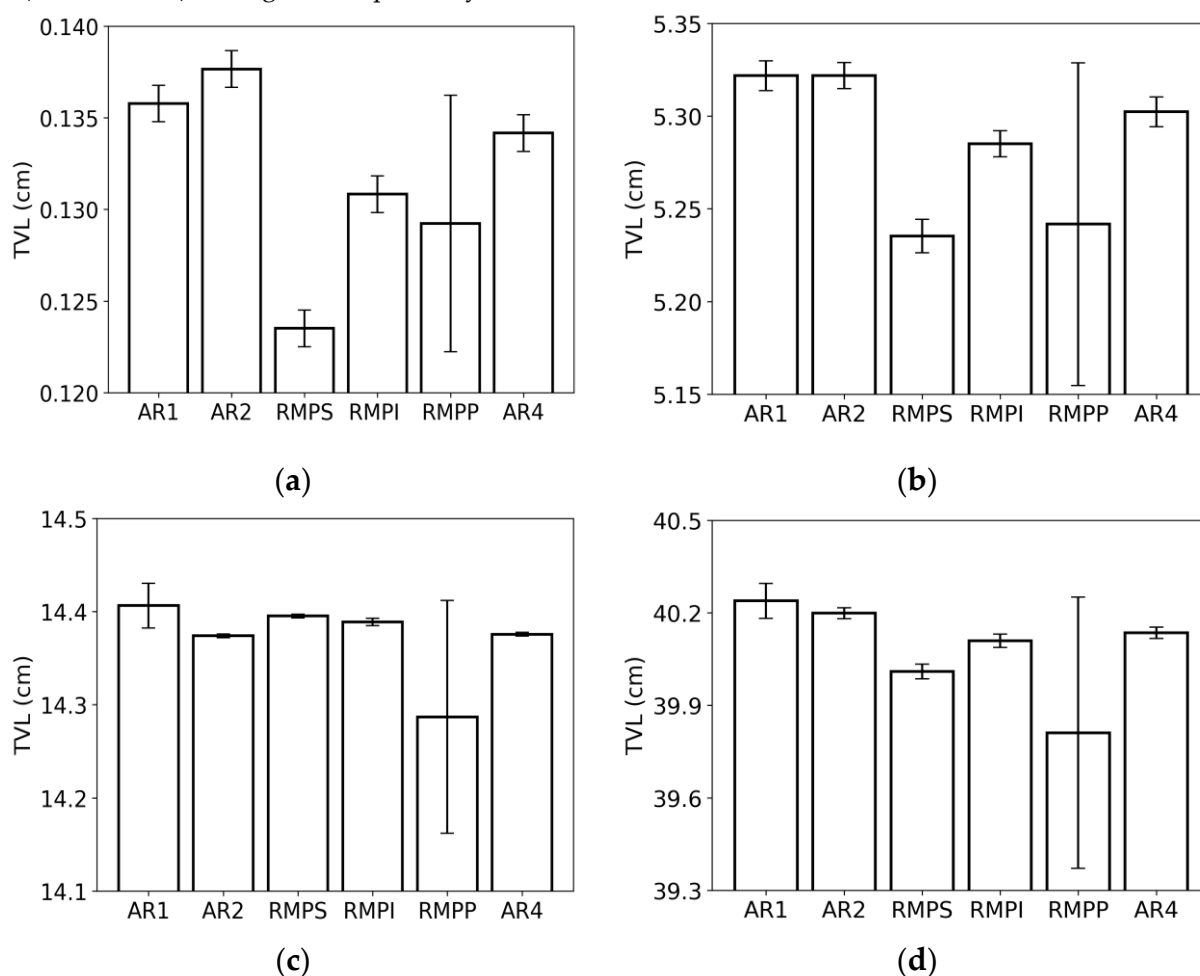 0.140
0.135
0.130
0.125
0.120
TVL (cm)
AR1 AR2 RMPS RMPI RMPP AR4
(a)
5.35
5.30
5.25
5.20
5.15
TVL (cm)
AR1 AR2 RMPS RMPI RMPP AR4
(b)
14.5
14.4
14.3
14.2
14.1
TVL (cm)
AR1 AR2 RMPS RMPI RMPP AR4
(c)
40.5
40.2
39.9
39.6
39.3
TVL (cm)
AR1 AR2 RMPS RMPI RMPP AR4
(d)